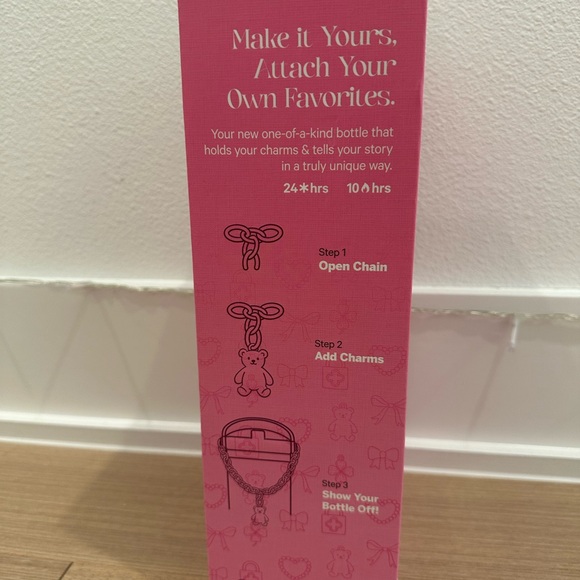 Make it Yours,
Attach Your
Own Favorites.
Your new one-of-a-kind bottle that
holds your charms & tells your story
in a truly unique way.
24*hrs 10hrs
Step 1
Open Chain
Step 2
Add Charms
Step 3
Show Your
Bottle Off!